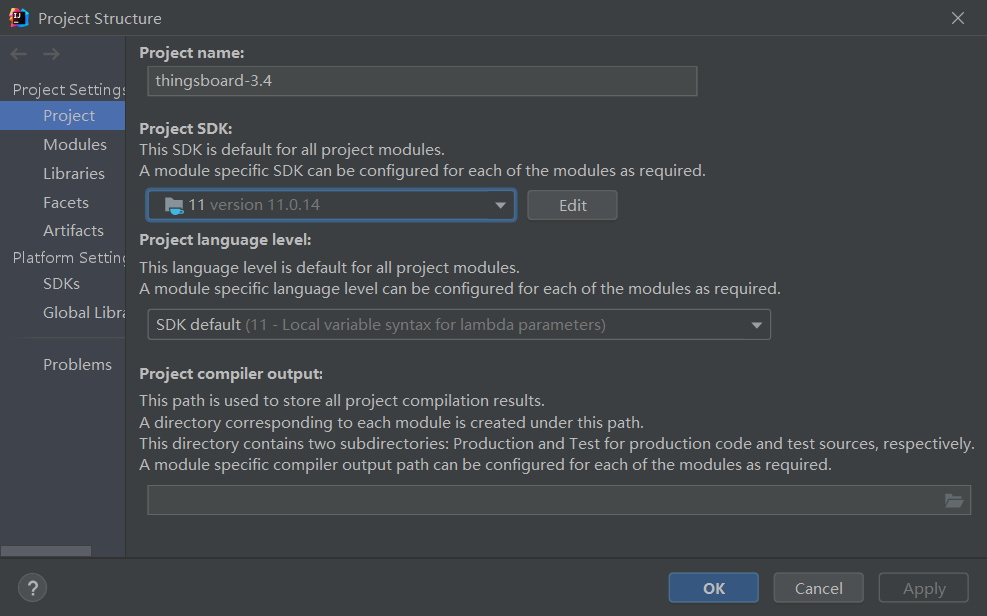 Project Structure
Project Settings
Project
Modules
Libraries
Facets
Artifacts
Platform Setting
SDKs
Global Libra
Problems
Project name:
thingsboard-3.4
Project SDK:
This SDK is default for all project modules.
A module specific SDK can be configured for each of the modules as required.
11 version 11.0.14
Edit
Project language level:
This language level is default for all project modules.
A module specific language level can be configured for each of the modules as required.
SDK default (11 - Local variable syntax for lambda parameters)
Project compiler output:
This path is used to store all project compilation results.
A directory corresponding to each module is created under this path.
This directory contains two subdirectories: Production and Test for production code and test sources, respectively.
A module specific compiler output path can be configured for each of the modules as required.
?
OK
Cancel
Apply